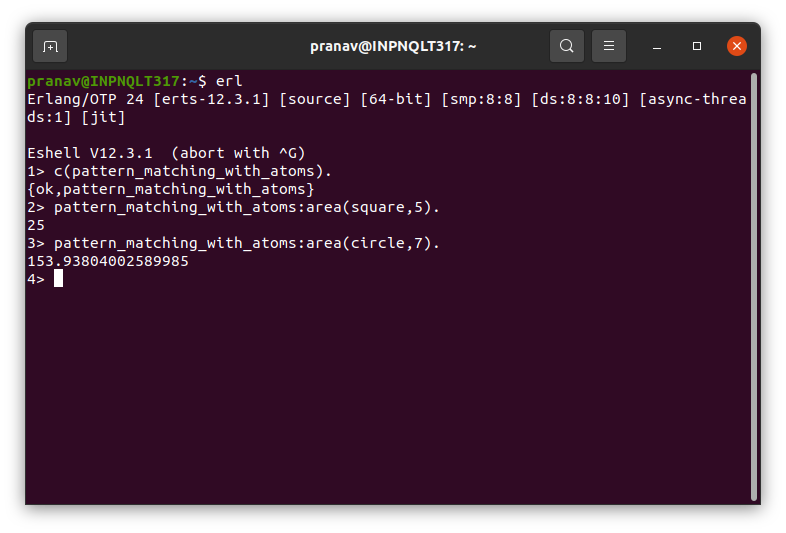 pranav@INPNQLT317: ~
pranav@INPNQLT317:~$ erl
Erlang/OTP 24 [erts-12.3.1] [source] [64-bit] [smp:8:8] [ds:8:8:10] [async-threa
ds:1] [jit]
Eshell V12.3.1  (abort with ^G)
1> c(pattern_matching_with_atoms).
{ok,pattern_matching_with_atoms}
2> pattern_matching_with_atoms:area(square,5).
25
3> pattern_matching_with_atoms:area(circle,7).
153.93804002589985
4>